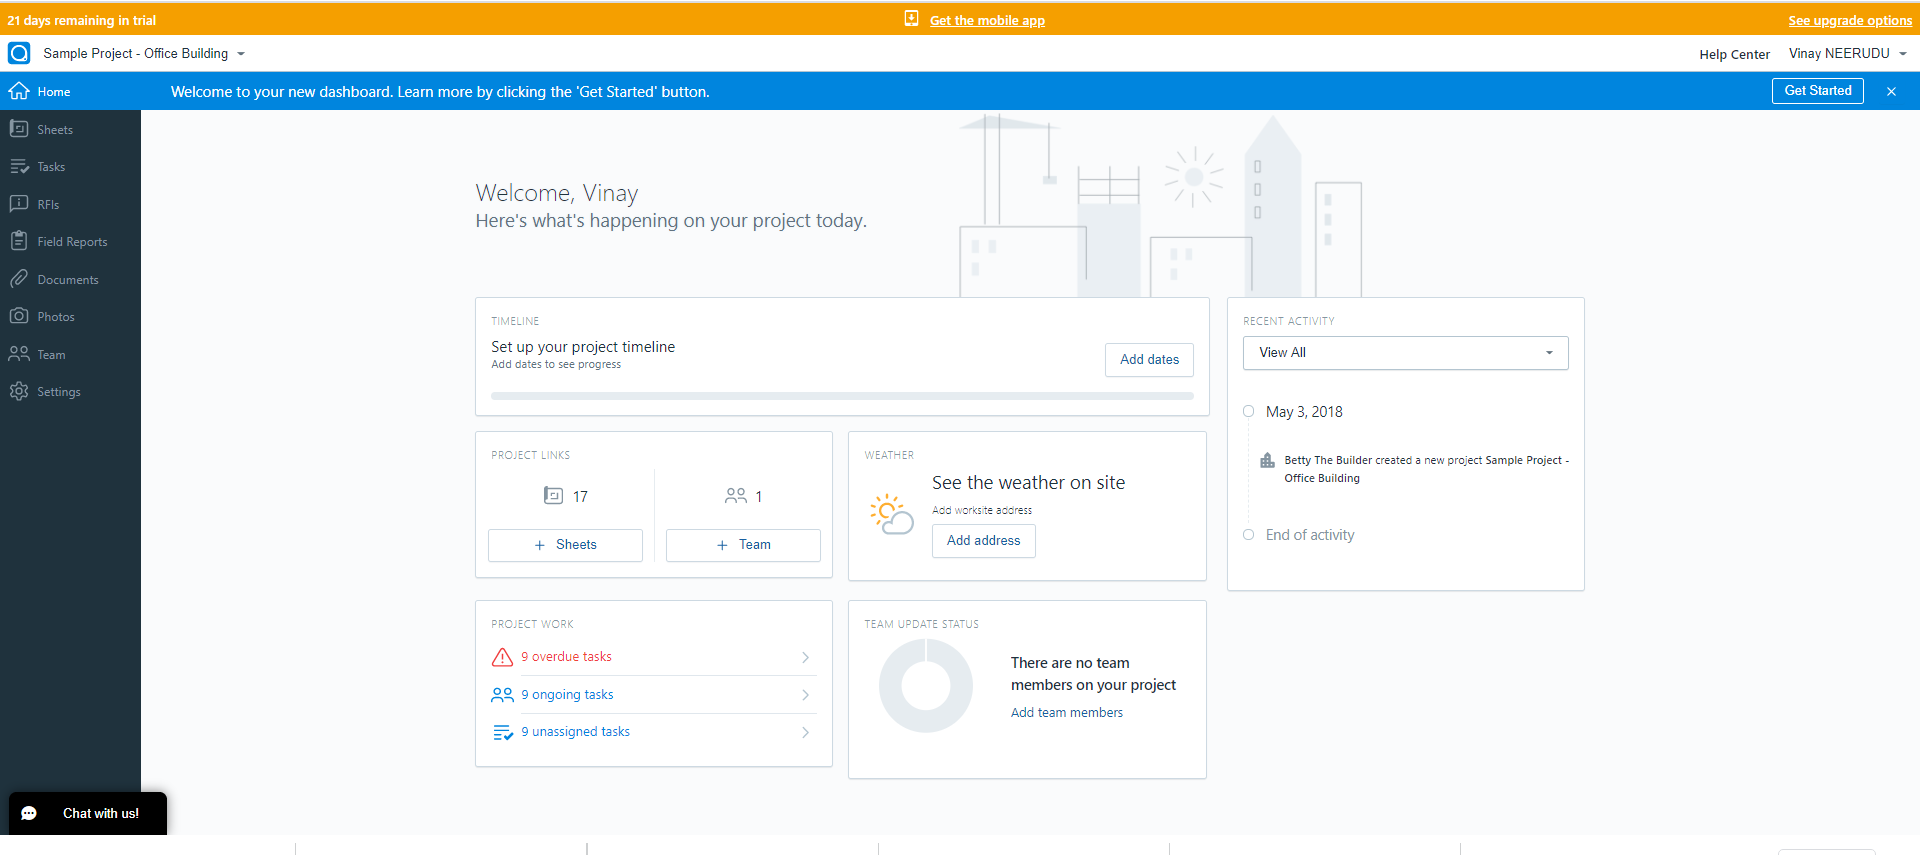 21 days remaining in trial
Get the mobile app
See upgrade options
Sample Project - Office Building
Help Center
Vinay NEERUDU
Home
Welcome to your new dashboard. Learn more by clicking the 'Get Started' button.
Get Started
Sheets
Tasks
RFIs
Field Reports
Documents
Photos
Team
Settings
Welcome, Vinay
Here's what's happening on your project today.
TIMELINE
Set up your project timeline
Add dates to see progress
Add dates
RECENT ACTIVITY
View All
May 3, 2018
Betty The Builder created a new project Sample Project -
Office Building
End of activity
PROJECT LINKS
17
1
+ Sheets
+ Team
WEATHER
See the weather on site
Add worksite address
Add address
PROJECT WORK
9 overdue tasks
9 ongoing tasks
9 unassigned tasks
TEAM UPDATE STATUS
There are no team
members on your project
Add team members
Chat with us!